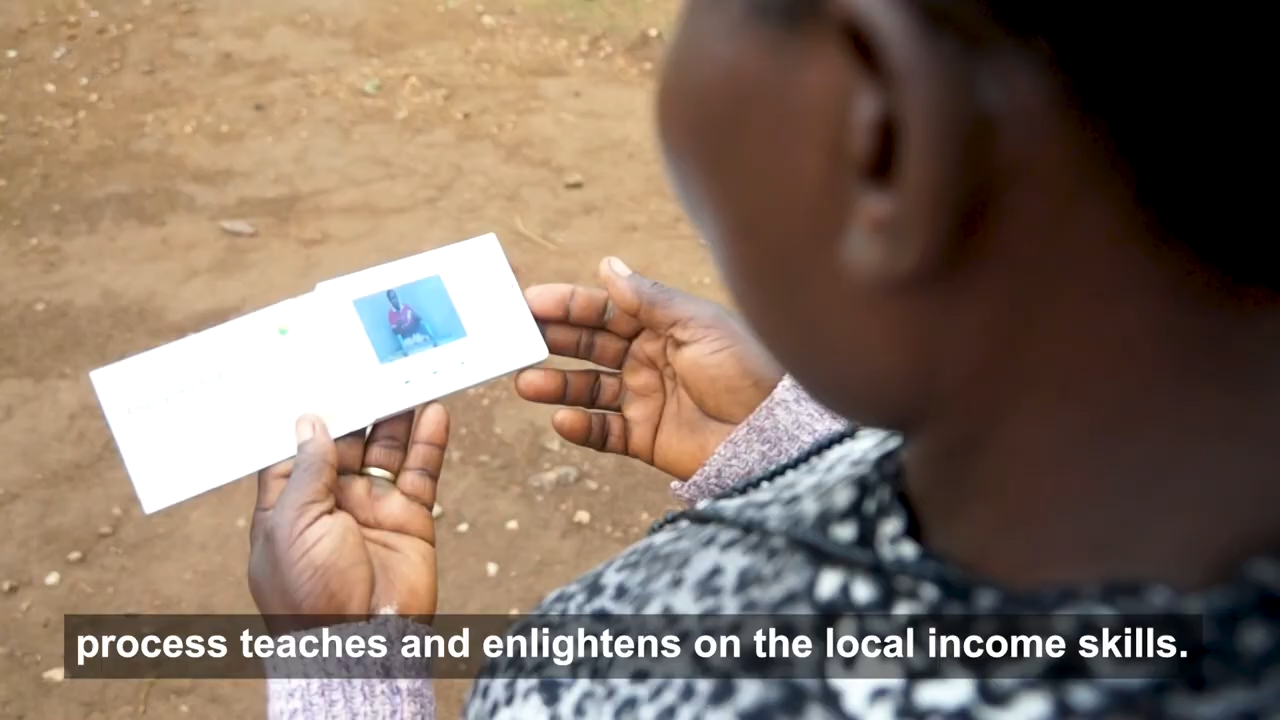 process teaches and enlightens on the local income skills.